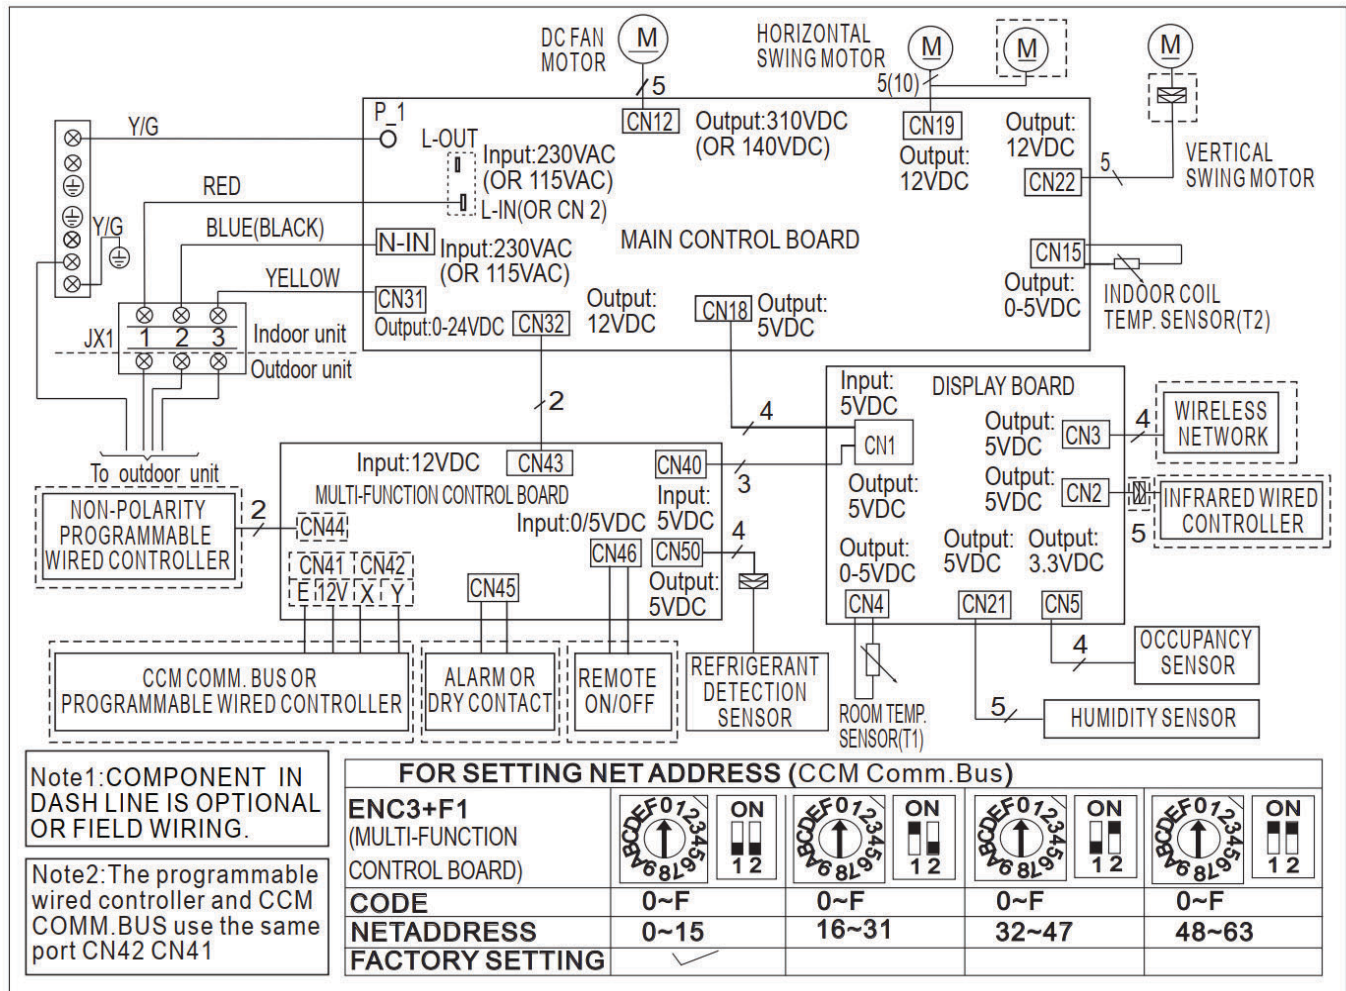 DC FAN
MOTOR
M
HORIZONTAL
SWING MOTOR
M
M
M
5
5(10)
P_1
Y/G
L-OUT
CN12
Output:310VDC
(OR 140VDC)
CN19
Output:
12VDC
Output:
12VDC
CN22
5
VERTICAL
SWING MOTOR
Input:230VAC
(OR 115VAC)
RED
L-IN(OR CN 2)
Y/G
BLUE(BLACK)
N-IN
Input:230VAC
(OR 115VAC)
MAIN CONTROL BOARD
CN15
Output:
0-5VDC
INDOOR COIL
TEMP. SENSOR(T2)
YELLOW
CN31
Output:0-24VDC
CN32
Output:
12VDC
CN18
Output:
5VDC
JX1
1 2 3
Indoor unit
Outdoor unit
To outdoor unit
2
4
Input:
5VDC
DISPLAY BOARD
CN1
Output:
5VDC
CN3
4
WIRELESS
NETWORK
Output:
5VDC
CN2
5
INFRARED WIRED
CONTROLLER
Output:
5VDC
Input:12VDC
CN43
CN40
3
MULTI-FUNCTION CONTROL BOARD
Input:
5VDC
NON-POLARITY
PROGRAMMABLE
WIRED CONTROLLER
2
CN44
Input:0/5VDC
CN46
CN50
4
Output:
5VDC
CN41 CN42
E 12V X Y
CN45
Output:
0-5VDC
CN4
Output:
5VDC
CN21
Output:
3.3VDC
CN5
4
OCCUPANCY
SENSOR
5
HUMIDITY SENSOR
CCM COMM. BUS OR
PROGRAMMABLE WIRED CONTROLLER
ALARM OR
DRY CONTACT
REMOTE
ON/OFF
REFRIGERANT
DETECTION
SENSOR
ROOM TEMP.
SENSOR(T1)
Note1:COMPONENT IN
DASH LINE IS OPTIONAL
OR FIELD WIRING.
Note2:The programmable
wired controller and CCM
COMM.BUS use the same
port CN42 CN41
FOR SETTING NET ADDRESS (CCM Comm.Bus)
ENC3+F1
(MULTI-FUNCTION
CONTROL BOARD)
0123456789ABCDEF
ON
1 2
0123456789ABCDEF
ON
1 2
0123456789ABCDEF
ON
1 2
0123456789ABCDEF
ON
1 2
CODE 0~F 0~F 0~F 0~F
NETADDRESS 0~15 16~31 32~47 48~63
FACTORY SETTING